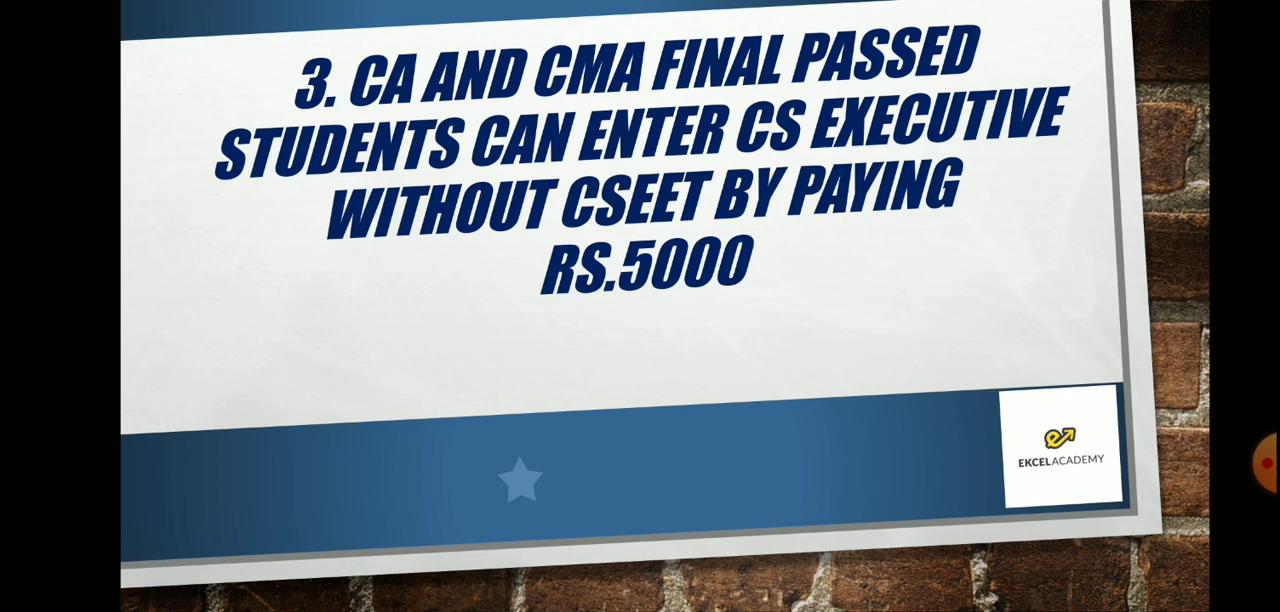 3. CA AND CMA FINAL PASSED
STUDENTS CAN ENTER CS EXECUTIVE
WITHOUT CSEET BY PAYING
RS.5000
EKCELACADEMY